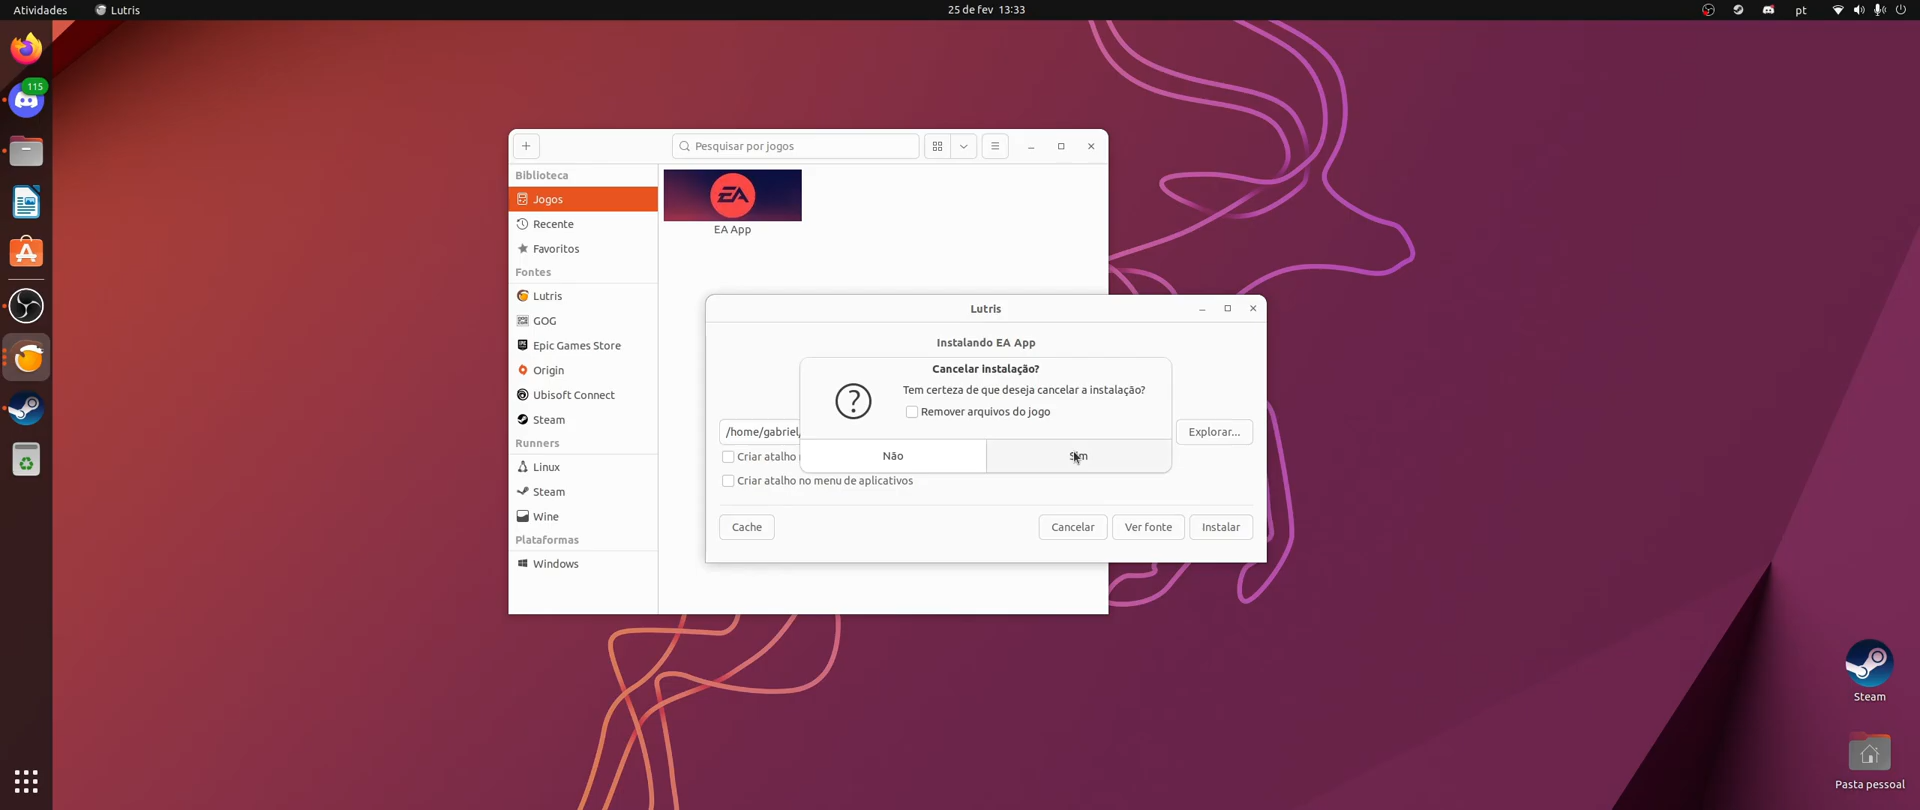 Atividades
Lutris
25 de fev 13:33
pt
115
Pesquisar por jogos
Biblioteca
Jogos
Recente
Favoritos
Fontes
Lutris
GOG
Epic Games Store
Origin
Ubisoft Connect
Steam
Runners
Linux
Steam
Wine
Plataformas
Windows
EA
EA App
Lutris
Instalando EA App
Cancelar instalação?
Tem certeza de que deseja cancelar a instalação?
Remover arquivos do jogo
Não
Sim
/home/gabriel/
Explorar...
Criar atalho
Criar atalho no menu de aplicativos
Cache
Cancelar
Ver fonte
Instalar
Steam
Pasta pessoal